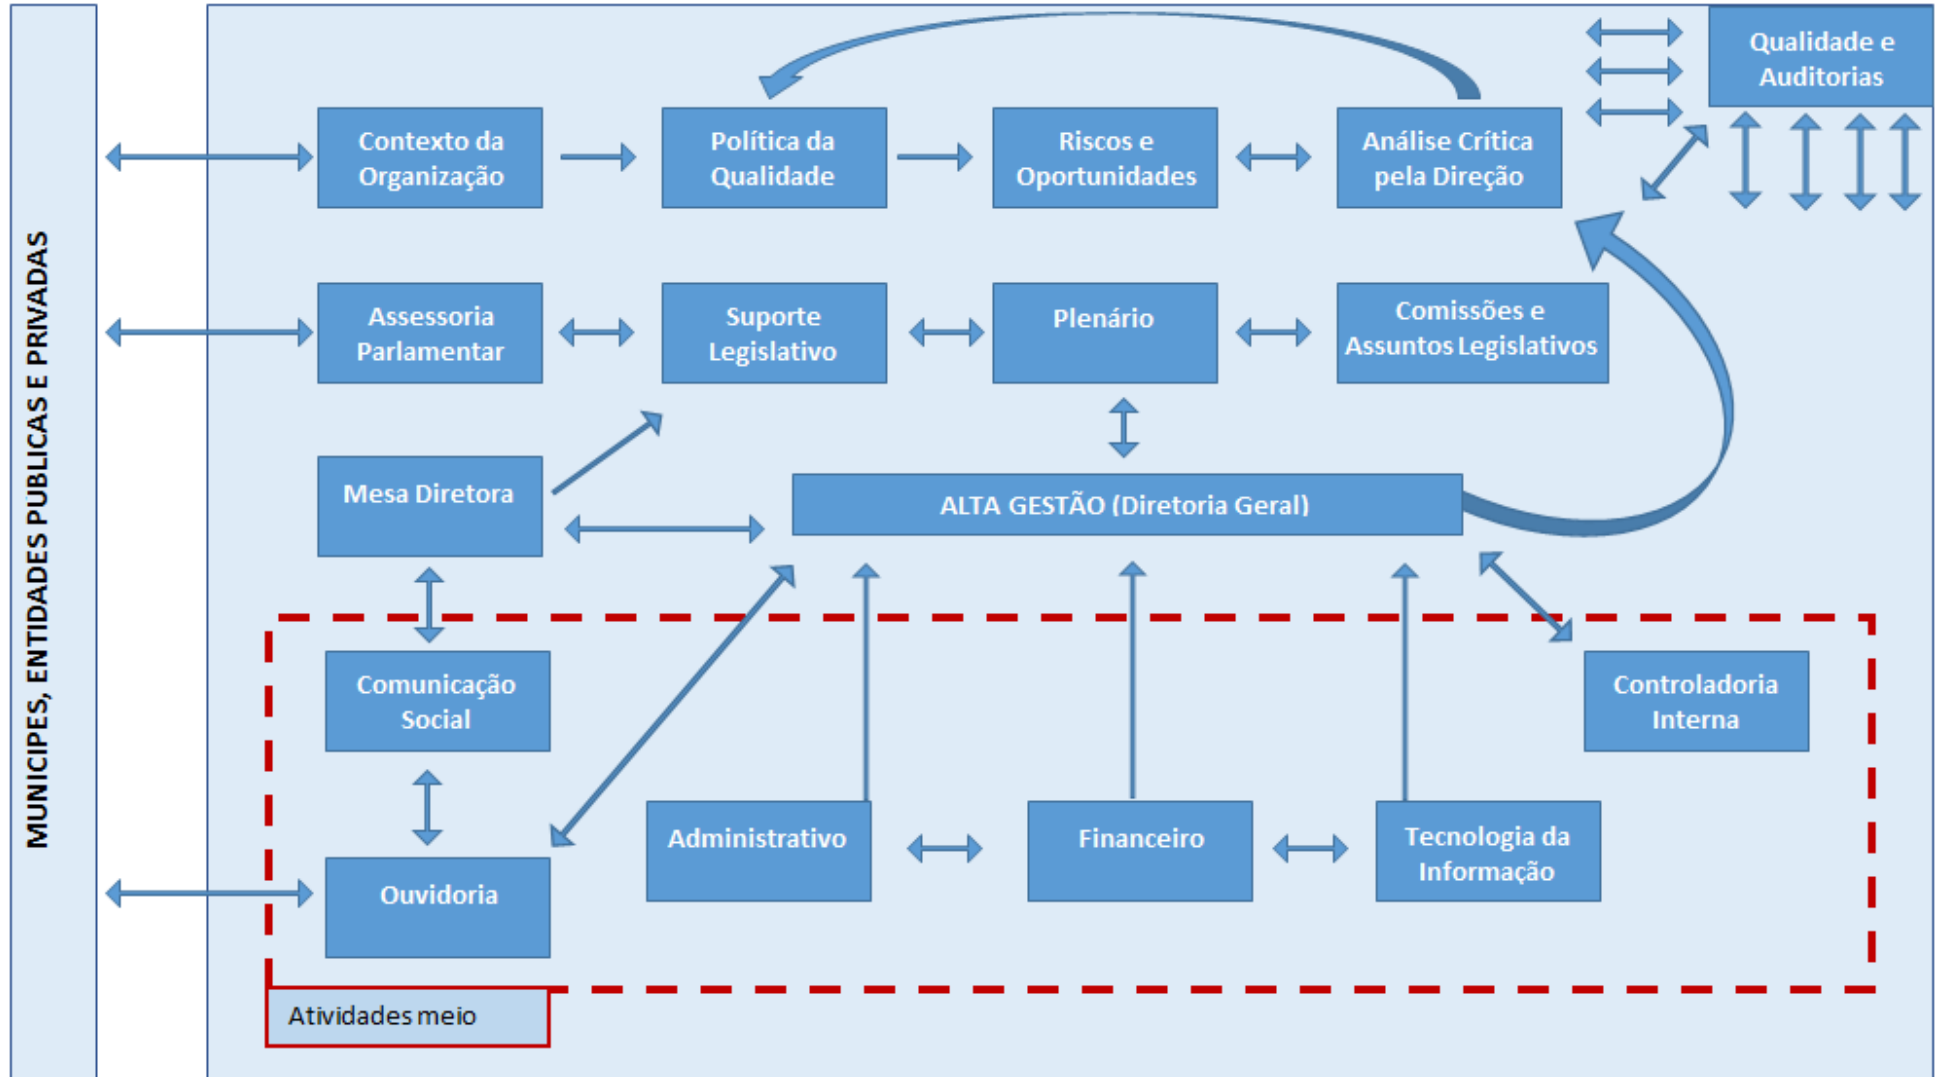 MUNICIPES, ENTIDADES PÚBLICAS E PRIVADAS
Qualidade e
Auditorias
Contexto da
Organização
Política da
Qualidade
Riscos e
Oportunidades
Análise Crítica
pela Direção
Assessoria
Parlamentar
Suporte
Legislativo
Plenário
Comissões e
Assuntos Legislativos
Mesa Diretora
ALTA GESTÃO (Diretoria Geral)
Comunicação
Social
Controladoria
Interna
Administrativo
Financeiro
Tecnologia da
Informação
Ouvidoria
Atividades meio